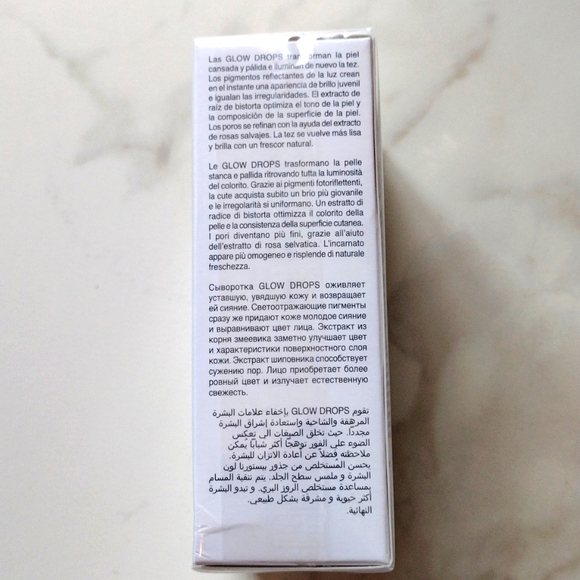 Las GLOW DROPS transforman la piel
cansada y pálida e iluminan de nuevo la tez.
Los pigmentos reflectantes de la luz crean
en el instante una apariencia de brillo juvenil
e igualan las irregularidades. El extracto de
raíz de bistorta optimiza el tono de la piel y
la composición de la superficie de la piel.
Los poros se refinan con la ayuda del extracto
de rosas salvajes. La tez se vuelve más lisa
y brilla con un frescor natural.
Le GLOW DROPS trasformano la pelle
stanca e pallida ritrovando tutta la luminosità
del colorito. Grazie ai pigmenti fotoriflettenti,
la cute acquista subito un brio più giovanile
e le irregolarità si uniformano. Un estratto di
radice di bistorta ottimizza il colorito della
pelle e la consistenza della superficie cutanea.
I pori diventano più fini, grazie all'aiuto
dell'estratto di rosa selvatica. L'incarnato
appare più omogeneo e risplende di naturale
freschezza.
Сыворотка GLOW DROPS оживляет
уставшую, увядшую кожу и возвращает
ей сияние. Светоотражающие пигменты
сразу же придают коже молодое сияние
и выравнивают цвет лица. Экстракт из
корня змеевика заметно улучшает цвет
и характеристики поверхностного слоя
кожи. Экстракт шиповника способствует
сужению пор. Лицо приобретает более
ровный цвет и излучает естественную
свежесть.
تقوم GLOW DROPS بإخفاء علامات البشرة
المرهقة والشاحبة وإستعادة إشراق البشرة
مجدداً. حيث تخلق الصبغات الي تعكس
الضوء علي الفور توهجًا أكثر شبابًا يمكن
ملاحظته فضلاً عن أعادة الاتزان للبشرة.
يحسن المُستخلص من جذور بيستورتا لون
البشرة و ملمس سطح الجلد. يتم تنقية المسام
بمساعدة مستخلص الروز البري. و تبدو البشرة
أكثر حيوية و مشرقة بشكل طبيعي.
النهائية.